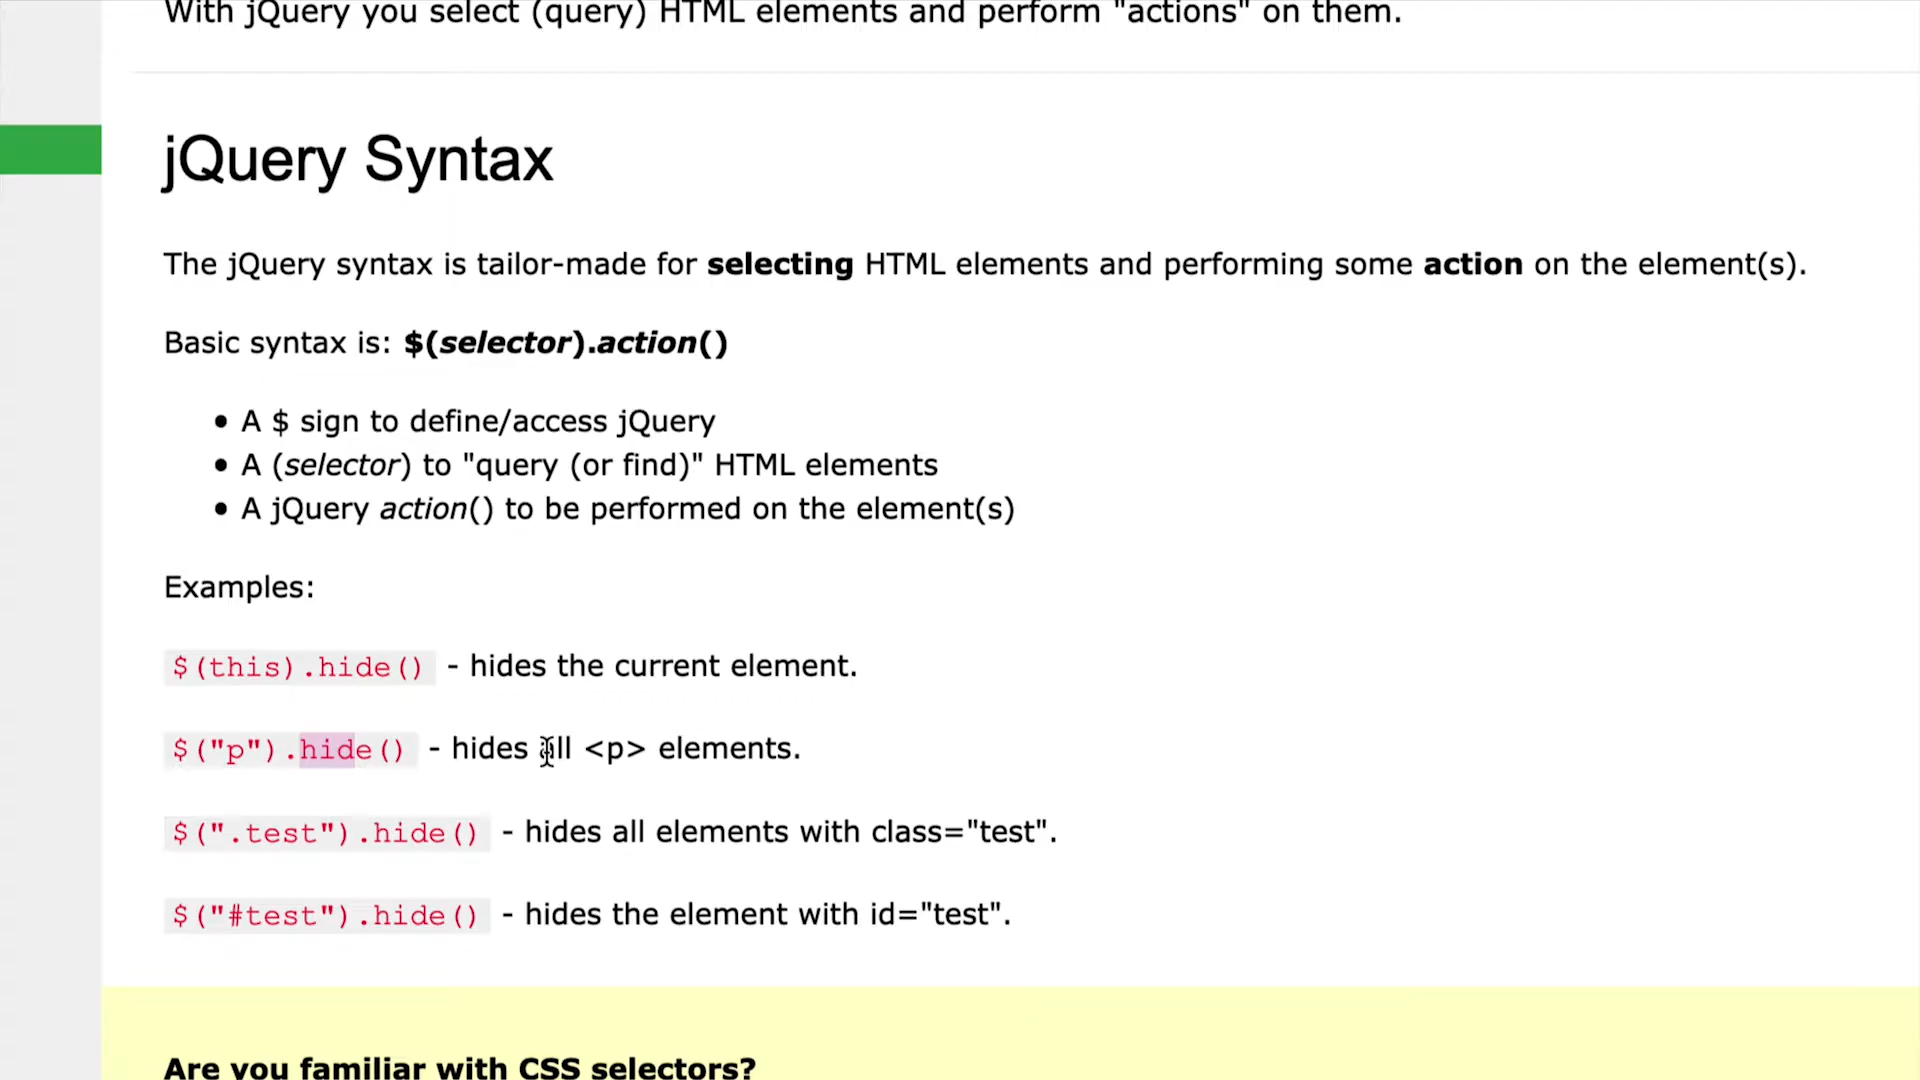 With jQuery you select (query) HTML elements and perform "actions" on them.
jQuery Syntax
The jQuery syntax is tailor-made for selecting HTML elements and performing some action on the element(s).
Basic syntax is: $(selector).action()
• A $ sign to define/access jQuery
• A (selector) to "query (or find)" HTML elements
• A jQuery action() to be performed on the element(s)
Examples:
$(this).hide() - hides the current element.
$("p").hide() - hides all <p> elements.
$(".test").hide() - hides all elements with class="test".
$("#test").hide() - hides the element with id="test".
Are you familiar with CSS selectors?